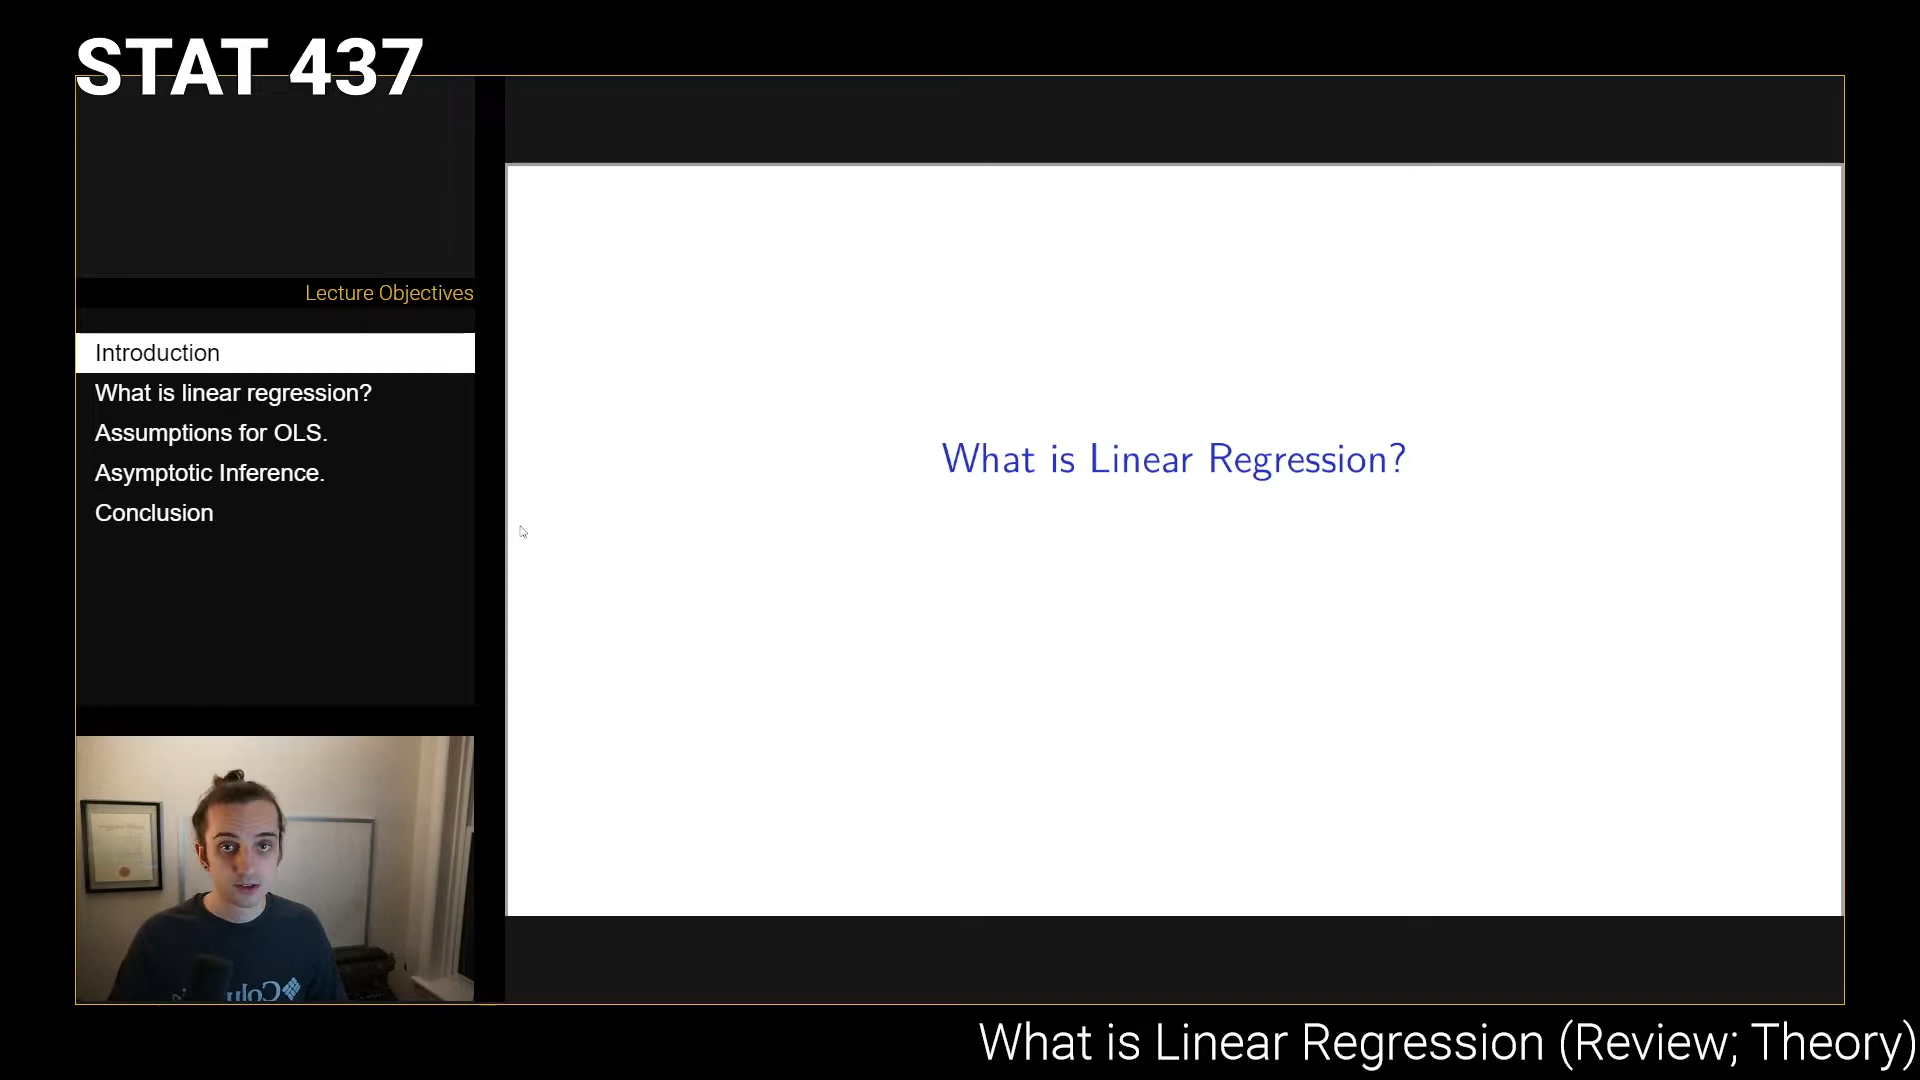 STAT 437
Lecture Objectives
Introduction
What is linear regression?
Assumptions for OLS.
Asymptotic Inference.
Conclusion
What is Linear Regression?
What is Linear Regression (Review; Theory)